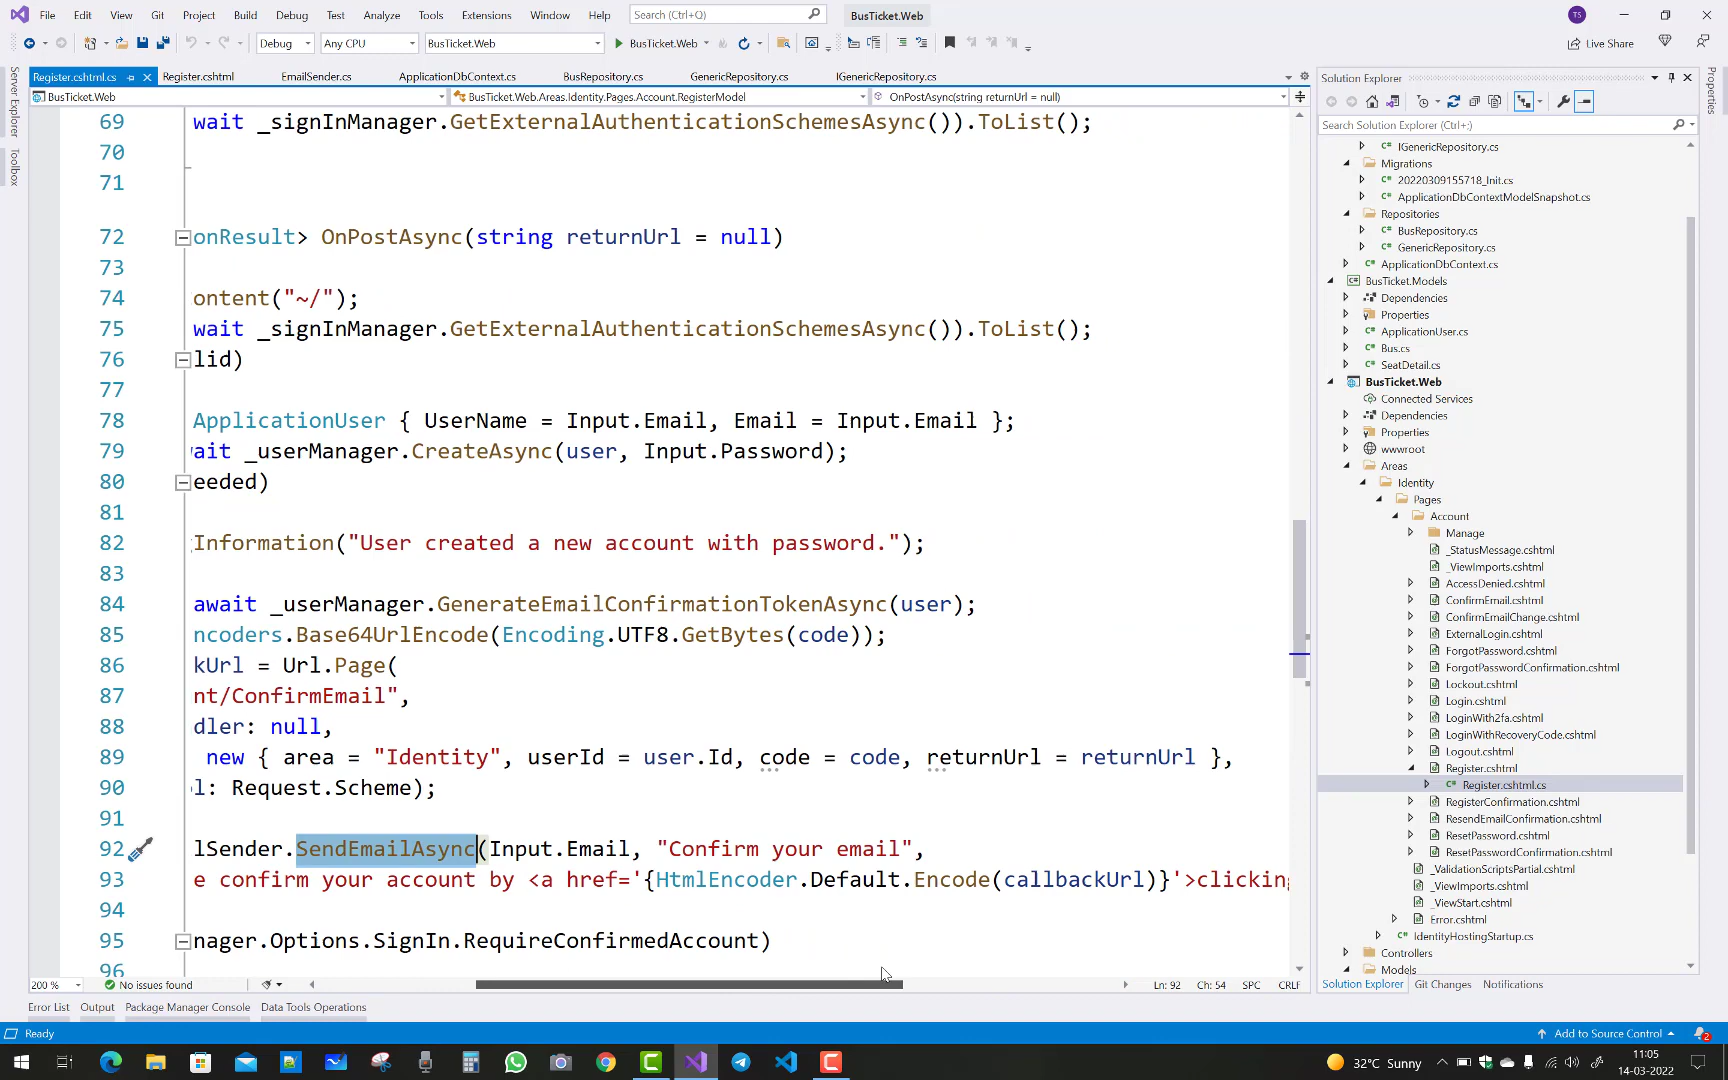 File Edit View Git Project Build Debug Test Analyze Tools Extensions Window Help Search (Ctrl+Q) BusTicket.Web TS
Debug Any CPU BusTicket.Web BusTicket.Web Live Share
Register.cshtml.cs Register.cshtml EmailSender.cs ApplicationDbContext.cs BusRepository.cs GenericRepository.cs IGenericRepository.cs
BusTicket.Web BusTicket.Web.Areas.Identity.Pages.Account.RegisterModel OnPostAsync(string returnUrl = null)
Server Explorer
Toolbox
69 wait _signInManager.GetExternalAuthenticationSchemesAsync()).ToList();
70
71
72 onResult> OnPostAsync(string returnUrl = null)
73
74 ontent("~/");
75 wait _signInManager.GetExternalAuthenticationSchemesAsync()).ToList();
76 lid)
77
78 ApplicationUser { UserName = Input.Email, Email = Input.Email };
79 wait _userManager.CreateAsync(user, Input.Password);
80 eeded)
81
82 gInformation("User created a new account with password.");
83
84 await _userManager.GenerateEmailConfirmationTokenAsync(user);
85 ncoders.Base64UrlEncode(Encoding.UTF8.GetBytes(code));
86 kUrl = Url.Page(
87 nt/ConfirmEmail",
88 dler: null,
89 new { area = "Identity", userId = user.Id, code = code, returnUrl = returnUrl },
90 l: Request.Scheme);
91
92 lSender.SendEmailAsync(Input.Email, "Confirm your email",
93 e confirm your account by <a href='{HtmlEncoder.Default.Encode(callbackUrl)}'>clicking
94
95 nager.Options.SignIn.RequireConfirmedAccount)
96
200 % No issues found Ln: 92 Ch: 54 SPC CRLF
Solution Explorer
Search Solution Explorer (Ctrl+;)
IGenericRepository.cs
Migrations
20220309155718_Init.cs
ApplicationDbContextModelSnapshot.cs
Repositories
BusRepository.cs
GenericRepository.cs
ApplicationDbContext.cs
BusTicket.Models
Dependencies
Properties
ApplicationUser.cs
Bus.cs
SeatDetail.cs
BusTicket.Web
Connected Services
Dependencies
Properties
wwwroot
Areas
Identity
Pages
Account
Manage
_StatusMessage.cshtml
_ViewImports.cshtml
AccessDenied.cshtml
ConfirmEmail.cshtml
ConfirmEmailChange.cshtml
ExternalLogin.cshtml
ForgotPassword.cshtml
ForgotPasswordConfirmation.cshtml
Lockout.cshtml
Login.cshtml
LoginWith2fa.cshtml
LoginWithRecoveryCode.cshtml
Logout.cshtml
Register.cshtml
Register.cshtml.cs
RegisterConfirmation.cshtml
ResendEmailConfirmation.cshtml
ResetPassword.cshtml
ResetPasswordConfirmation.cshtml
_ValidationScriptsPartial.cshtml
_ViewImports.cshtml
_ViewStart.cshtml
Error.cshtml
IdentityHostingStartup.cs
Controllers
Models
Solution Explorer Git Changes Notifications
Properties
Error List Output Package Manager Console Data Tools Operations
Ready Add to Source Control 2
32°C Sunny 11:05
14-03-2022